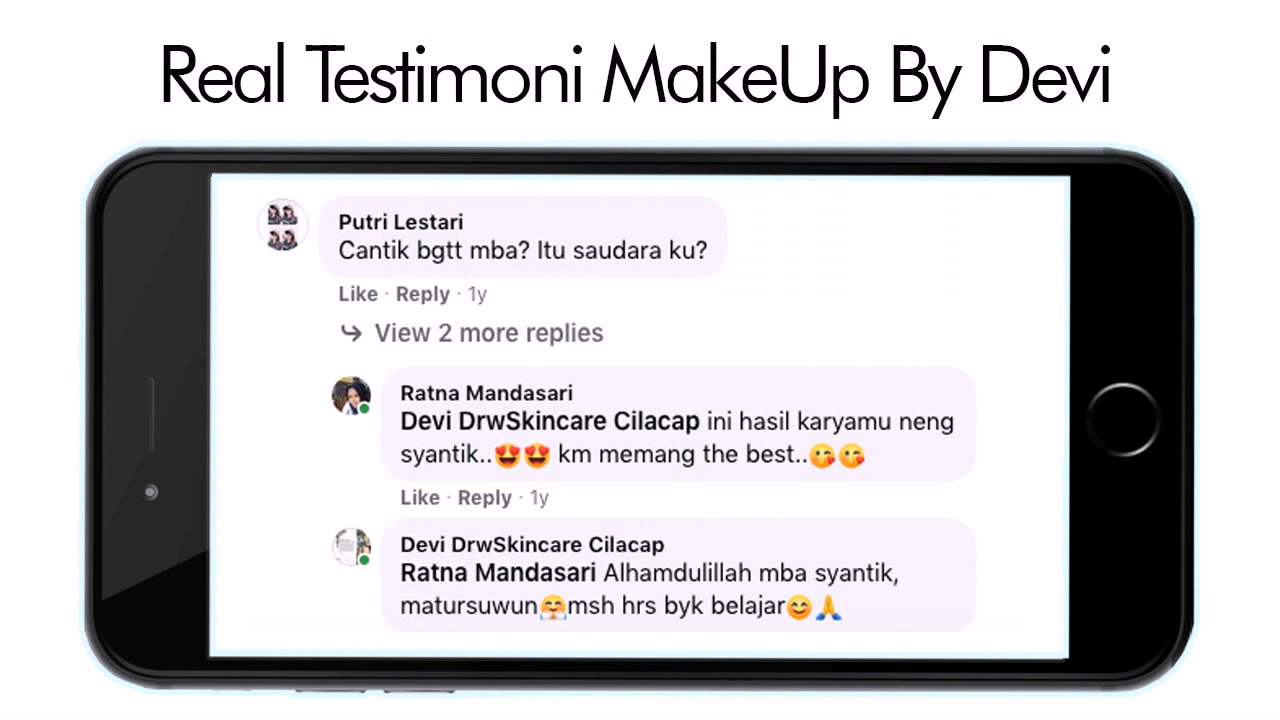 Real Testimoni MakeUp By Devi
Putri Lestari
Cantik bgtt mba? Itu saudara ku?
Like · Reply · 1y
View 2 more replies
Ratna Mandasari
Devi DrwSkincare Cilacap ini hasil karyamu neng
syantik..😍😍 km memang the best..😘😘
Like · Reply · 1y
Devi DrwSkincare Cilacap
Ratna Mandasari Alhamdulillah mba syantik,
matursuwun🤗msh hrs byk belajar😊🙏